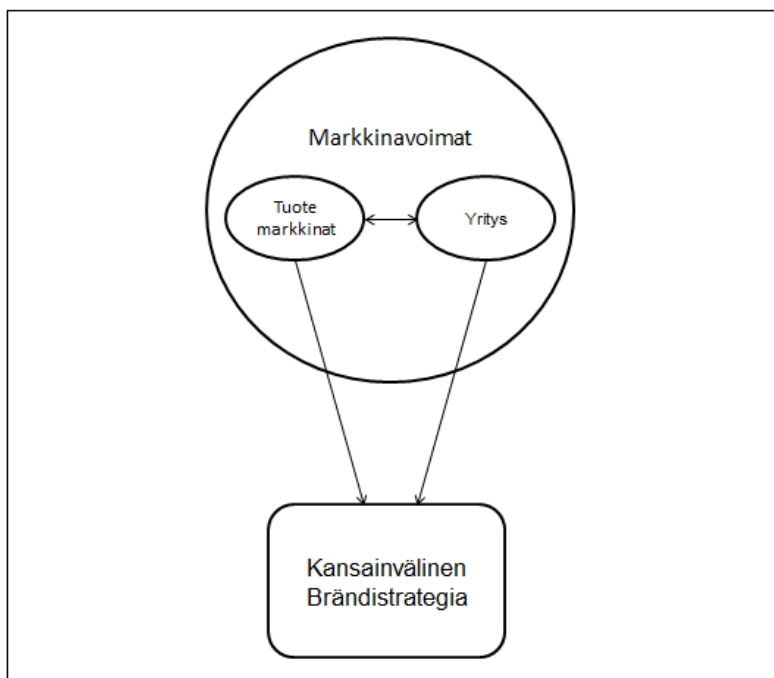 Markkinavoimat
Tuote
markkinat
Yritys
Kansainvälinen
Brändistrategia